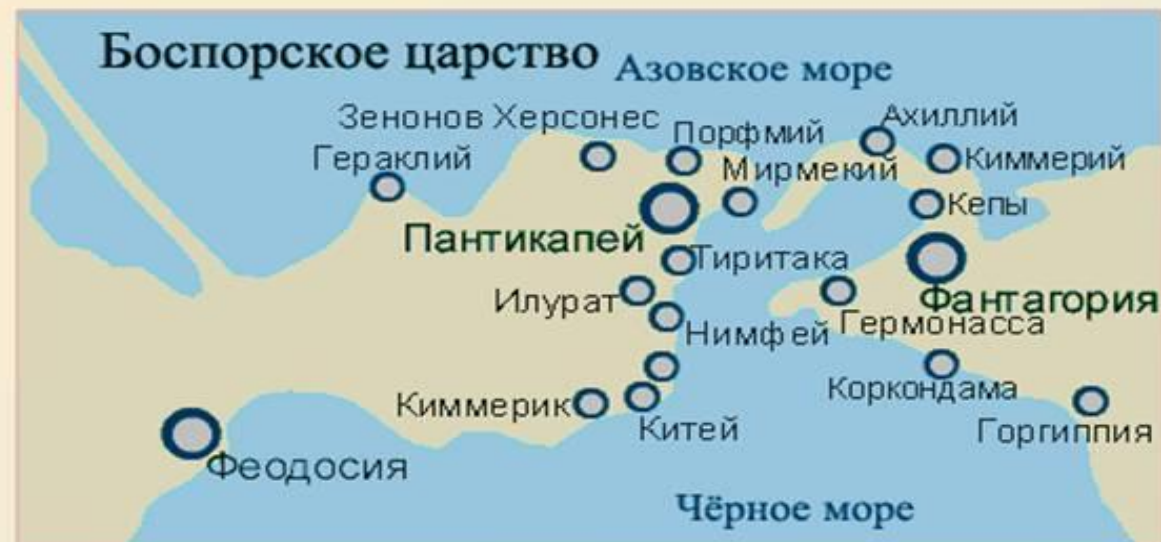 Боспорское царство
Азовское море
Зенонов Херсонес
Порфмий
Ахиллий
Гераклий
Мирмекий
Киммерий
Кепы
Пантикапей
Тиритака
Илурат
Фантагория
Нимфей
Гермонасса
Киммерик
Китей
Коркондама
Горгиппия
Феодосия
Чёрное море